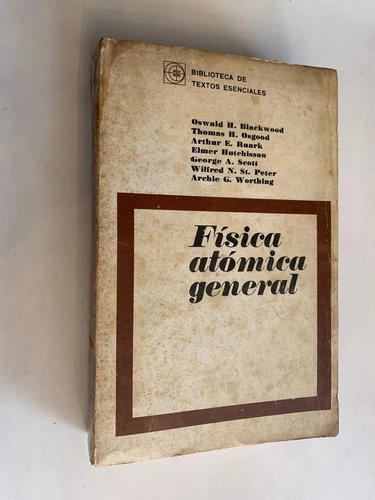 BIBLIOTECA DE
TEXTOS ESENCIALES
Oswald H. Blackwood
Thomas H. Osgood
Arthur E. Ruark
Elmer Hutchisson
George A. Scott
Wilfred N. St. Peter
Archie G. Worthing
Física
atómica
general